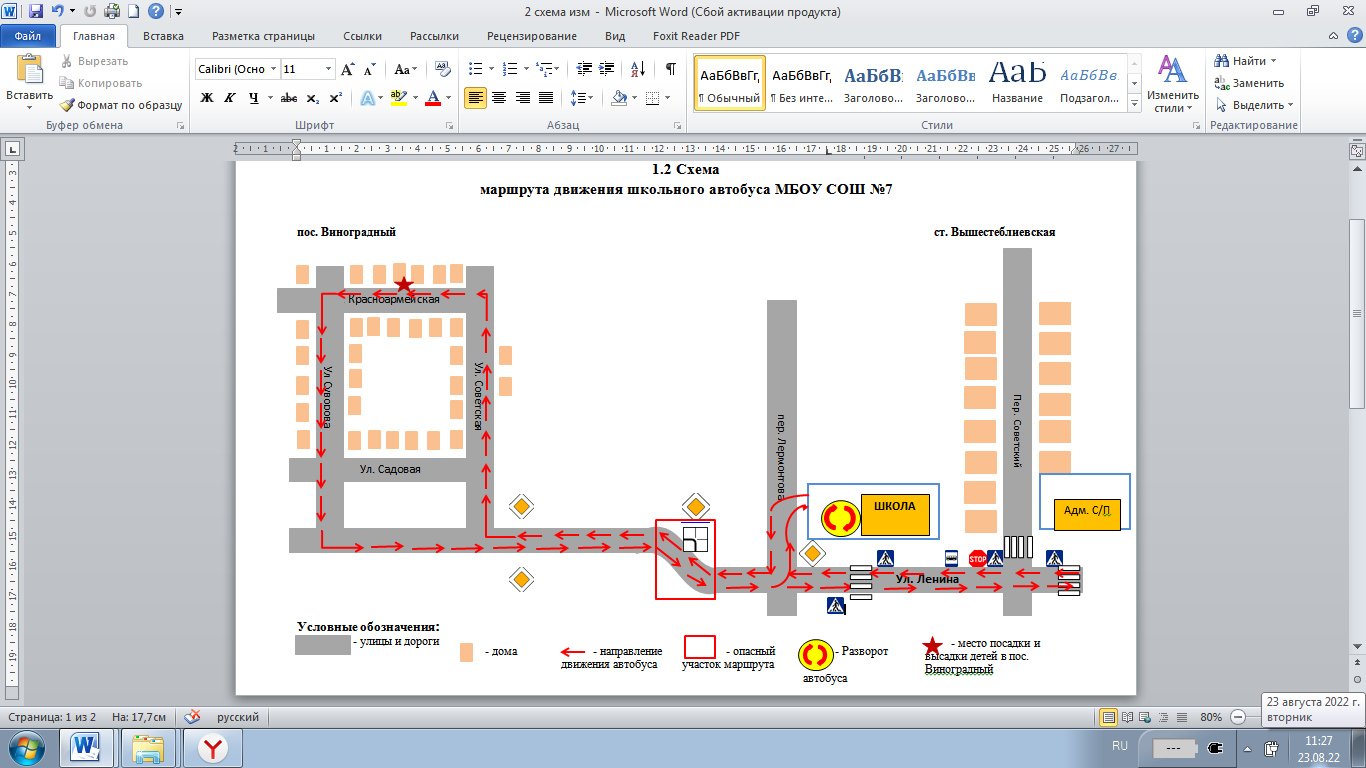 2 схема изм - Microsoft Word (Сбой активации продукта)
Файл Главная Вставка Разметка страницы Ссылки Рассылки Рецензирование Вид Foxit Reader PDF
Вставить
Вырезать
Копировать
Формат по образцу
Буфер обмена
Calibri (Осно 11
Ж К Ч abc x₂ x²
Шрифт
Абзац
АаБбВвГг, АаБбВвГг, АаБбВ АаБбВв АаБ АаБбВв.
¶ Обычный ¶ Без инте... Заголово... Заголово... Название Подзагол...
Стили
Изменить стили
Найти
Заменить
Выделить
Редактирование
1.2 Схема
маршрута движения школьного автобуса МБОУ СОШ №7
пос. Виноградный
ст. Вышестеблиевская
Красноармейская
Ул Суворова
Ул. Советская
Ул. Садовая
пер. Лермонтова
Пер. Советский
ШКОЛА
Адм. С/П,
STOP
Ул. Ленина
Условные обозначения:
- улицы и дороги
- дома
- направление
движения автобуса
- опасный
участок маршрута
- Разворот
автобуса
- место посадки и
высадки детей в пос.
Виноградный
Страница: 1 из 2 На: 17,7см русский 80%
23 августа 2022 г.
вторник
RU
11:27
23.08.22